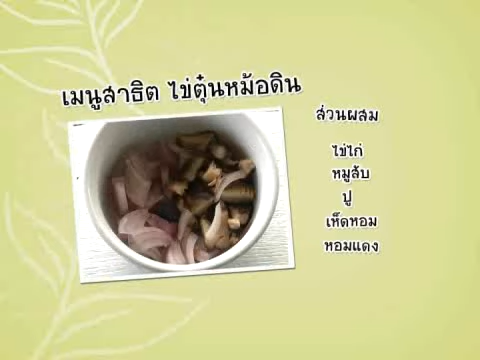 เมนูสาธิต ไข่ตุ๋นหม้อดิน
ส่วนผสม
ไข่ไก่
หมูสับ
ปู
เห็ดหอม
หอมแดง